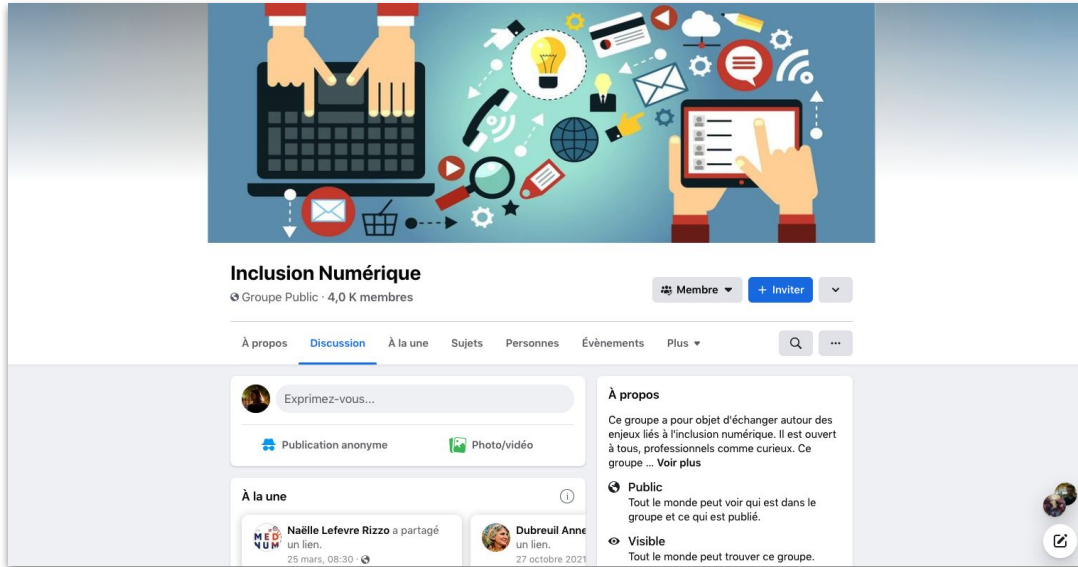 Inclusion Numérique
Groupe Public · 4,0 K membres
Membre
+ Inviter
À propos
Discussion
À la une
Sujets
Personnes
Évènements
Plus
Exprimez-vous...
Publication anonyme
Photo/vidéo
À la une
MED
NUM
Naëlle Lefevre Rizzo a partagé
un lien.
25 mars, 08:30 ·
Dubreuil Anne
un lien.
27 octobre 2021
À propos
Ce groupe a pour objet d'échanger autour des
enjeux liés à l'inclusion numérique. Il est ouvert
à tous, professionnels comme curieux. Ce
groupe ... Voir plus
Public
Tout le monde peut voir qui est dans le
groupe et ce qui est publié.
Visible
Tout le monde peut trouver ce groupe.